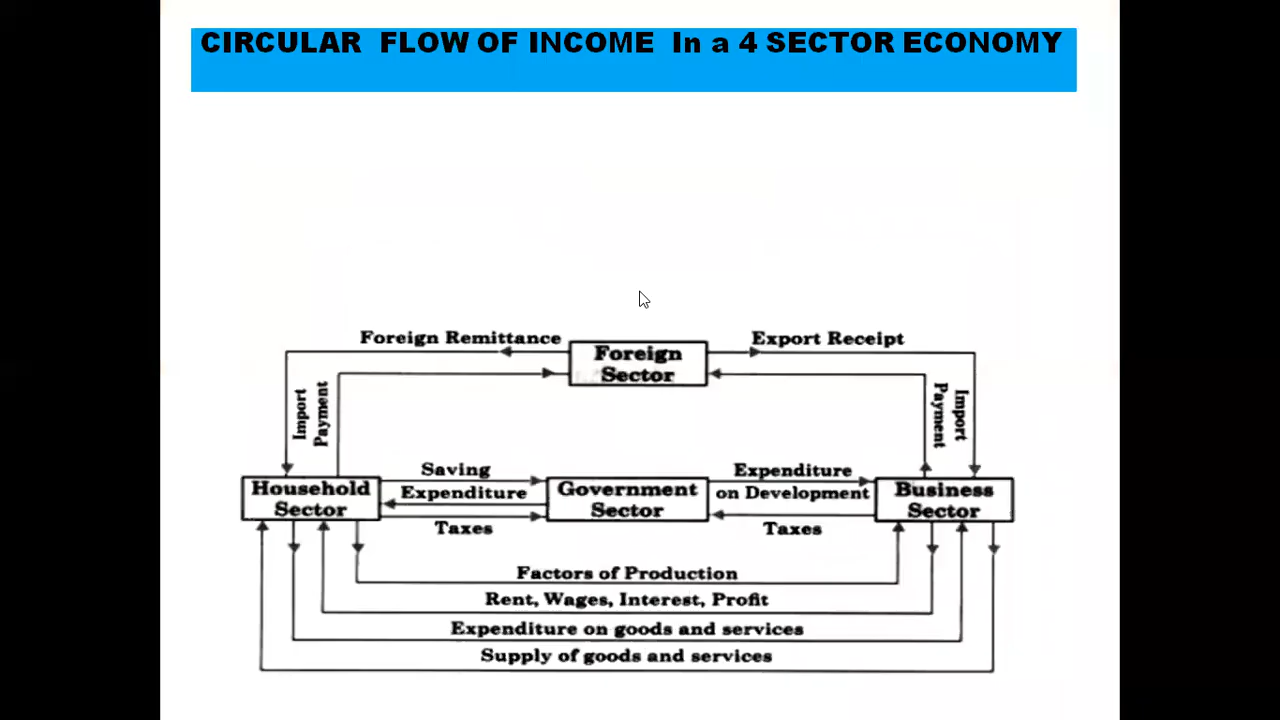 CIRCULAR FLOW OF INCOME In a 4 SECTOR ECONOMY
Foreign Remittance
Export Receipt
Foreign
Sector
Import
Payment
Payment
Import
Saving
Expenditure
Household
Sector
Expenditure
Taxes
Government
Sector
on Development
Taxes
Business
Sector
Factors of Production
Rent, Wages, Interest, Profit
Expenditure on goods and services
Supply of goods and services